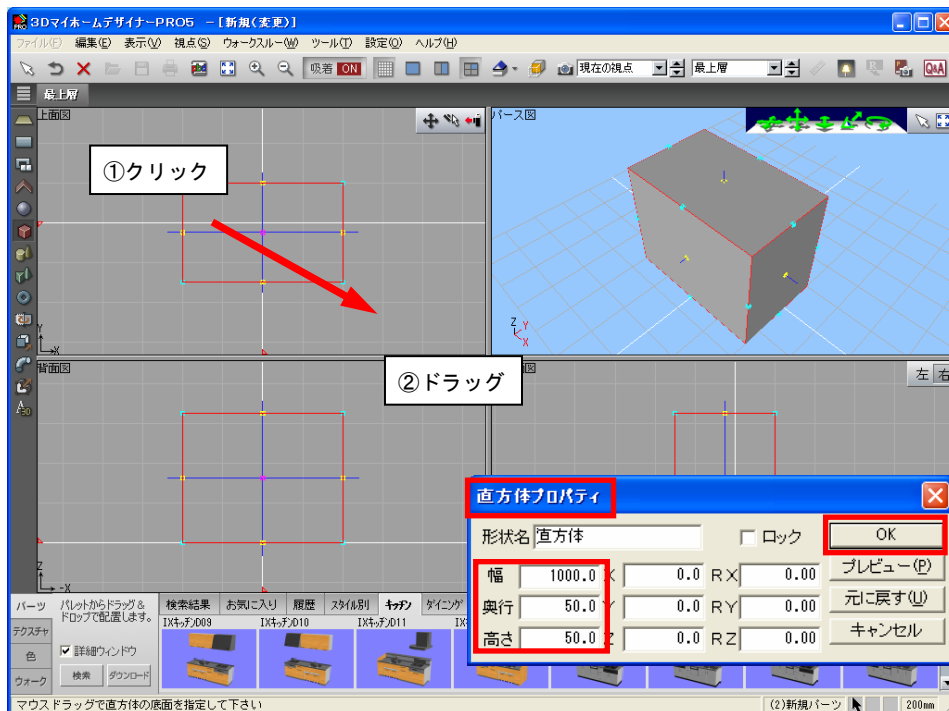 3DマイホームデザイナーPRO5 －[新規(変更)]
ファイル(F) 編集(E) 表示(V) 視点(S) ウォークスルー(W) ツール(T) 設定(O) ヘルプ(H)
吸着 ON 現在の視点 最上層 Q&A
最上層
上面図
パース図
①クリック
Y
X
Z Y
X
背面図
②ドラッグ
面図
左 右
Z
-X
直方体プロパティ
形状名 直方体 ロック OK
幅 1000.0 X 0.0 RX 0.00 プレビュー(P)
奥行 50.0 Y 0.0 RY 0.00 元に戻す(U)
高さ 50.0 Z 0.0 RZ 0.00 キャンセル
パーツ パレットからドラッグ&
ドロップで配置します。
検索結果 お気に入り 履歴 スタイル別 キッチン ダイニング
IXキッチンD09 IXキッチンD10 IXキッチンD11 IX
テクスチャ
色 詳細ウィンドウ
ウォーク 検索 ダウンロード
マウスドラッグで直方体の底面を指定して下さい
(2)新規パーツ 200mm